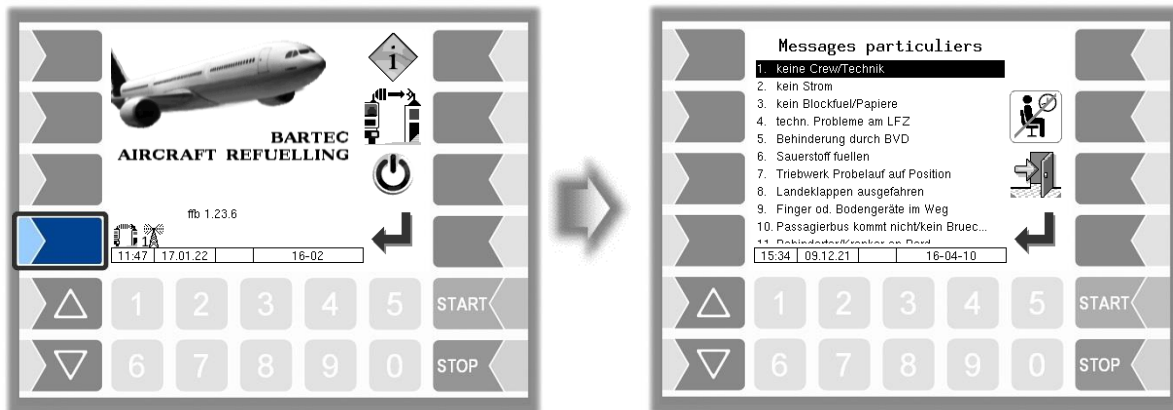 BARTEC
AIRCRAFT REFUELLING
ffb 1.23.6
1
11:47 17.01.22 16-02
1 2 3 4 5 START
6 7 8 9 0 STOP
Messages particuliers
1. keine Crew/Technik
2. kein Strom
3. kein Blockfuel/Papiere
4. techn. Probleme am LFZ
5. Behinderung durch BVD
6. Sauerstoff fuellen
7. Triebwerk Probelauf auf Position
8. Landeklappen ausgefahren
9. Finger od. Bodengeräte im Weg
10. Passagierbus kommt nicht/kein Bruec...
15:34 09.12.21 16-04-10
1 2 3 4 5 START
6 7 8 9 0 STOP